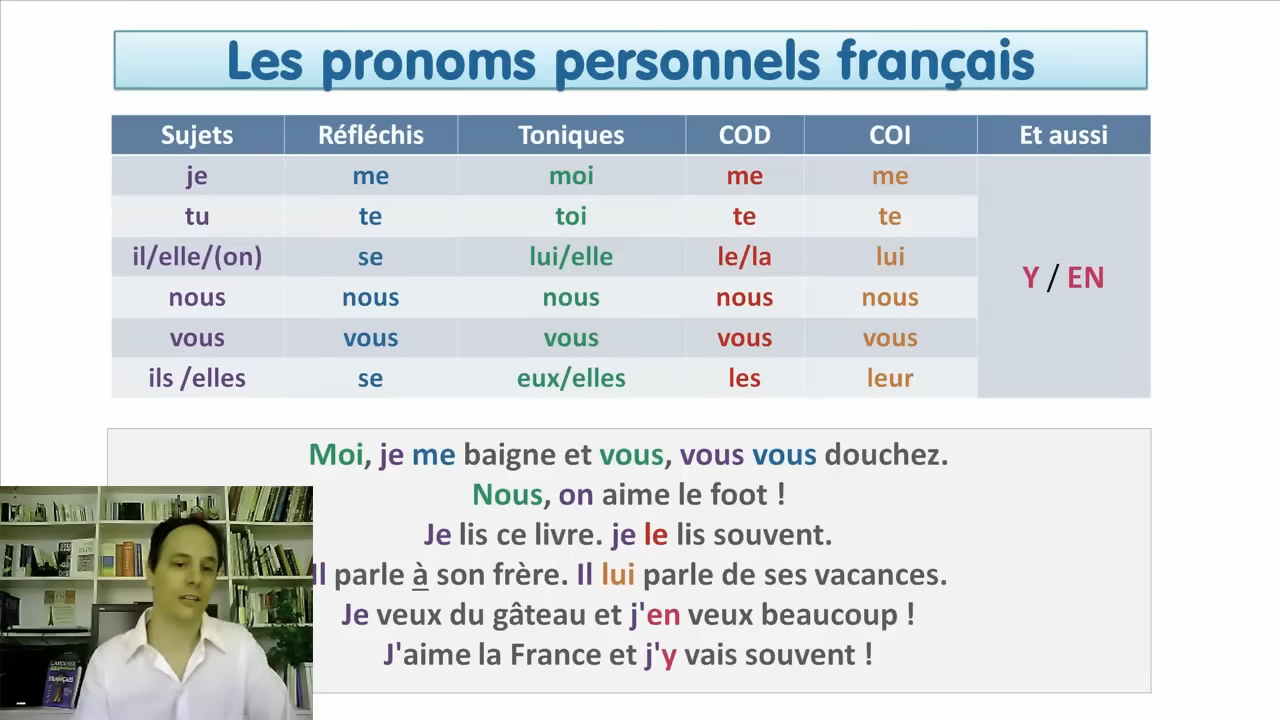 Les pronoms personnels français
Sujets Réfléchis Toniques COD COI Et aussi
je me moi me me
tu te toi te te
il/elle/(on) se lui/elle le/la lui
nous nous nous nous nous
Y / EN
vous vous vous vous vous
ils /elles se eux/elles les leur
Moi, je me baigne et vous, vous vous douchez.
Nous, on aime le foot !
Je lis ce livre. je le lis souvent.
Il parle à son frère. Il lui parle de ses vacances.
Je veux du gâteau et j'en veux beaucoup !
J'aime la France et j'y vais souvent !
FRANÇAIS